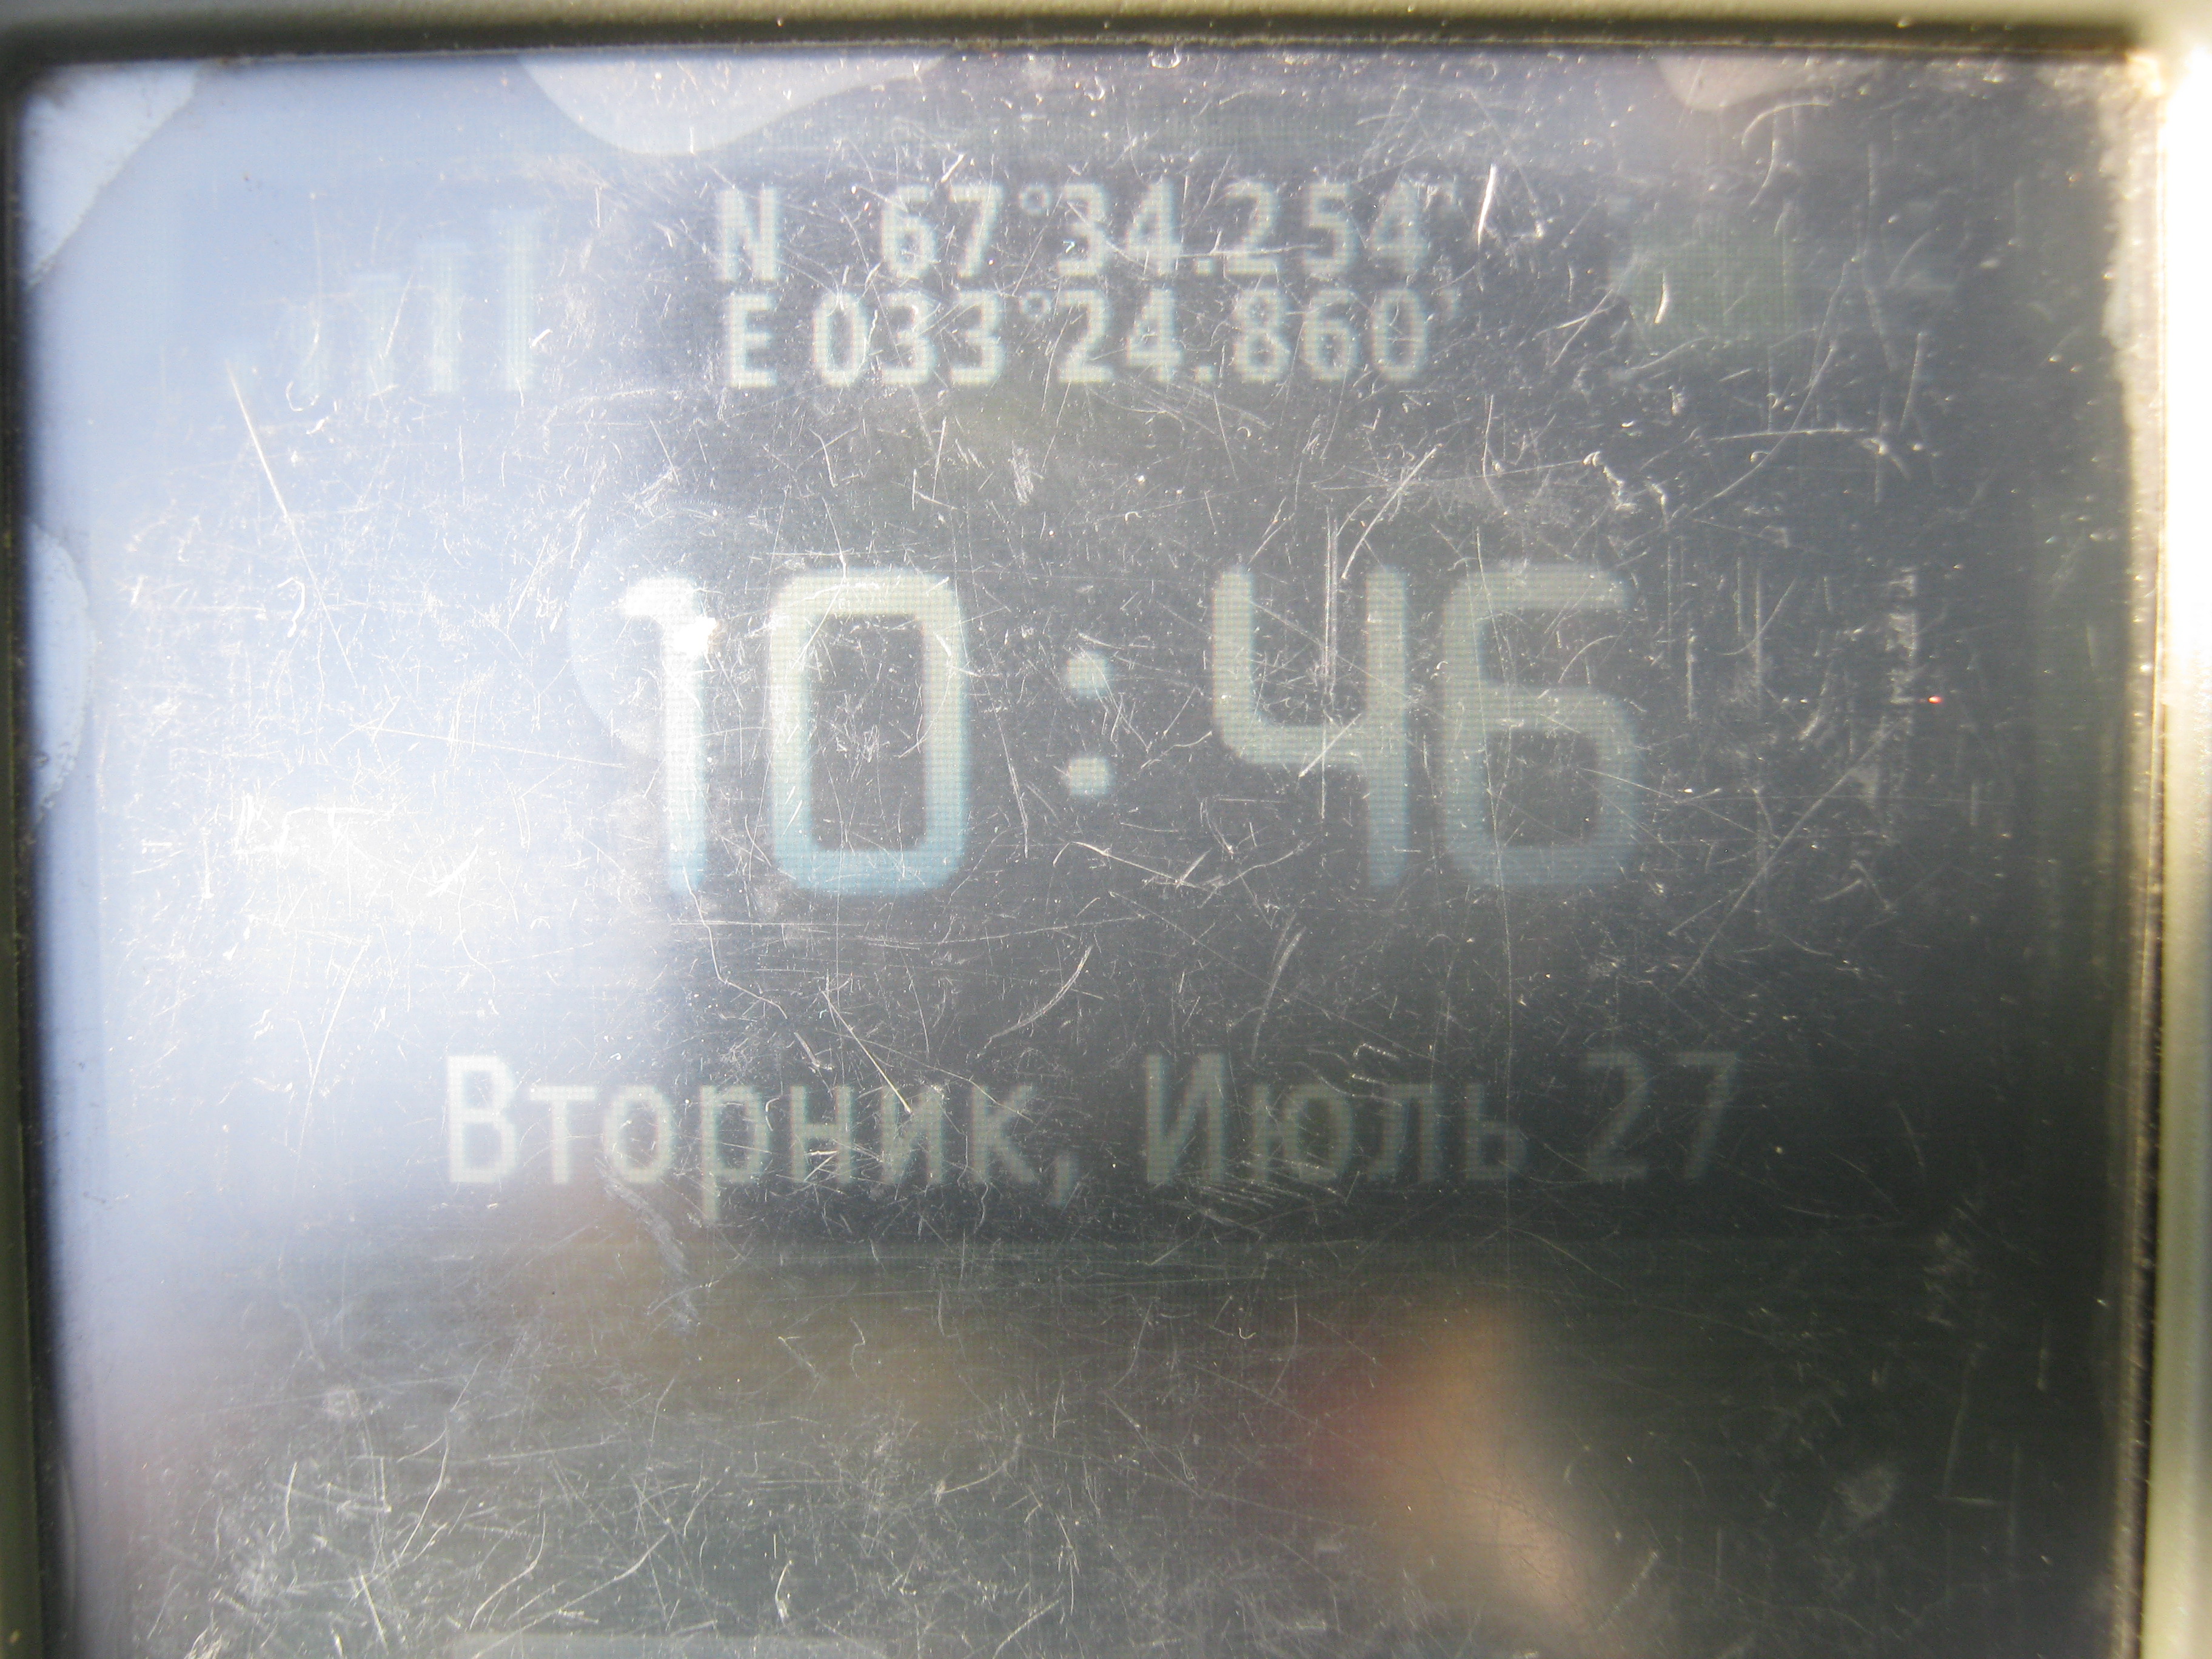 N 67°34.254'
E 033°24.860'
10:46
Вторник, Июль 27